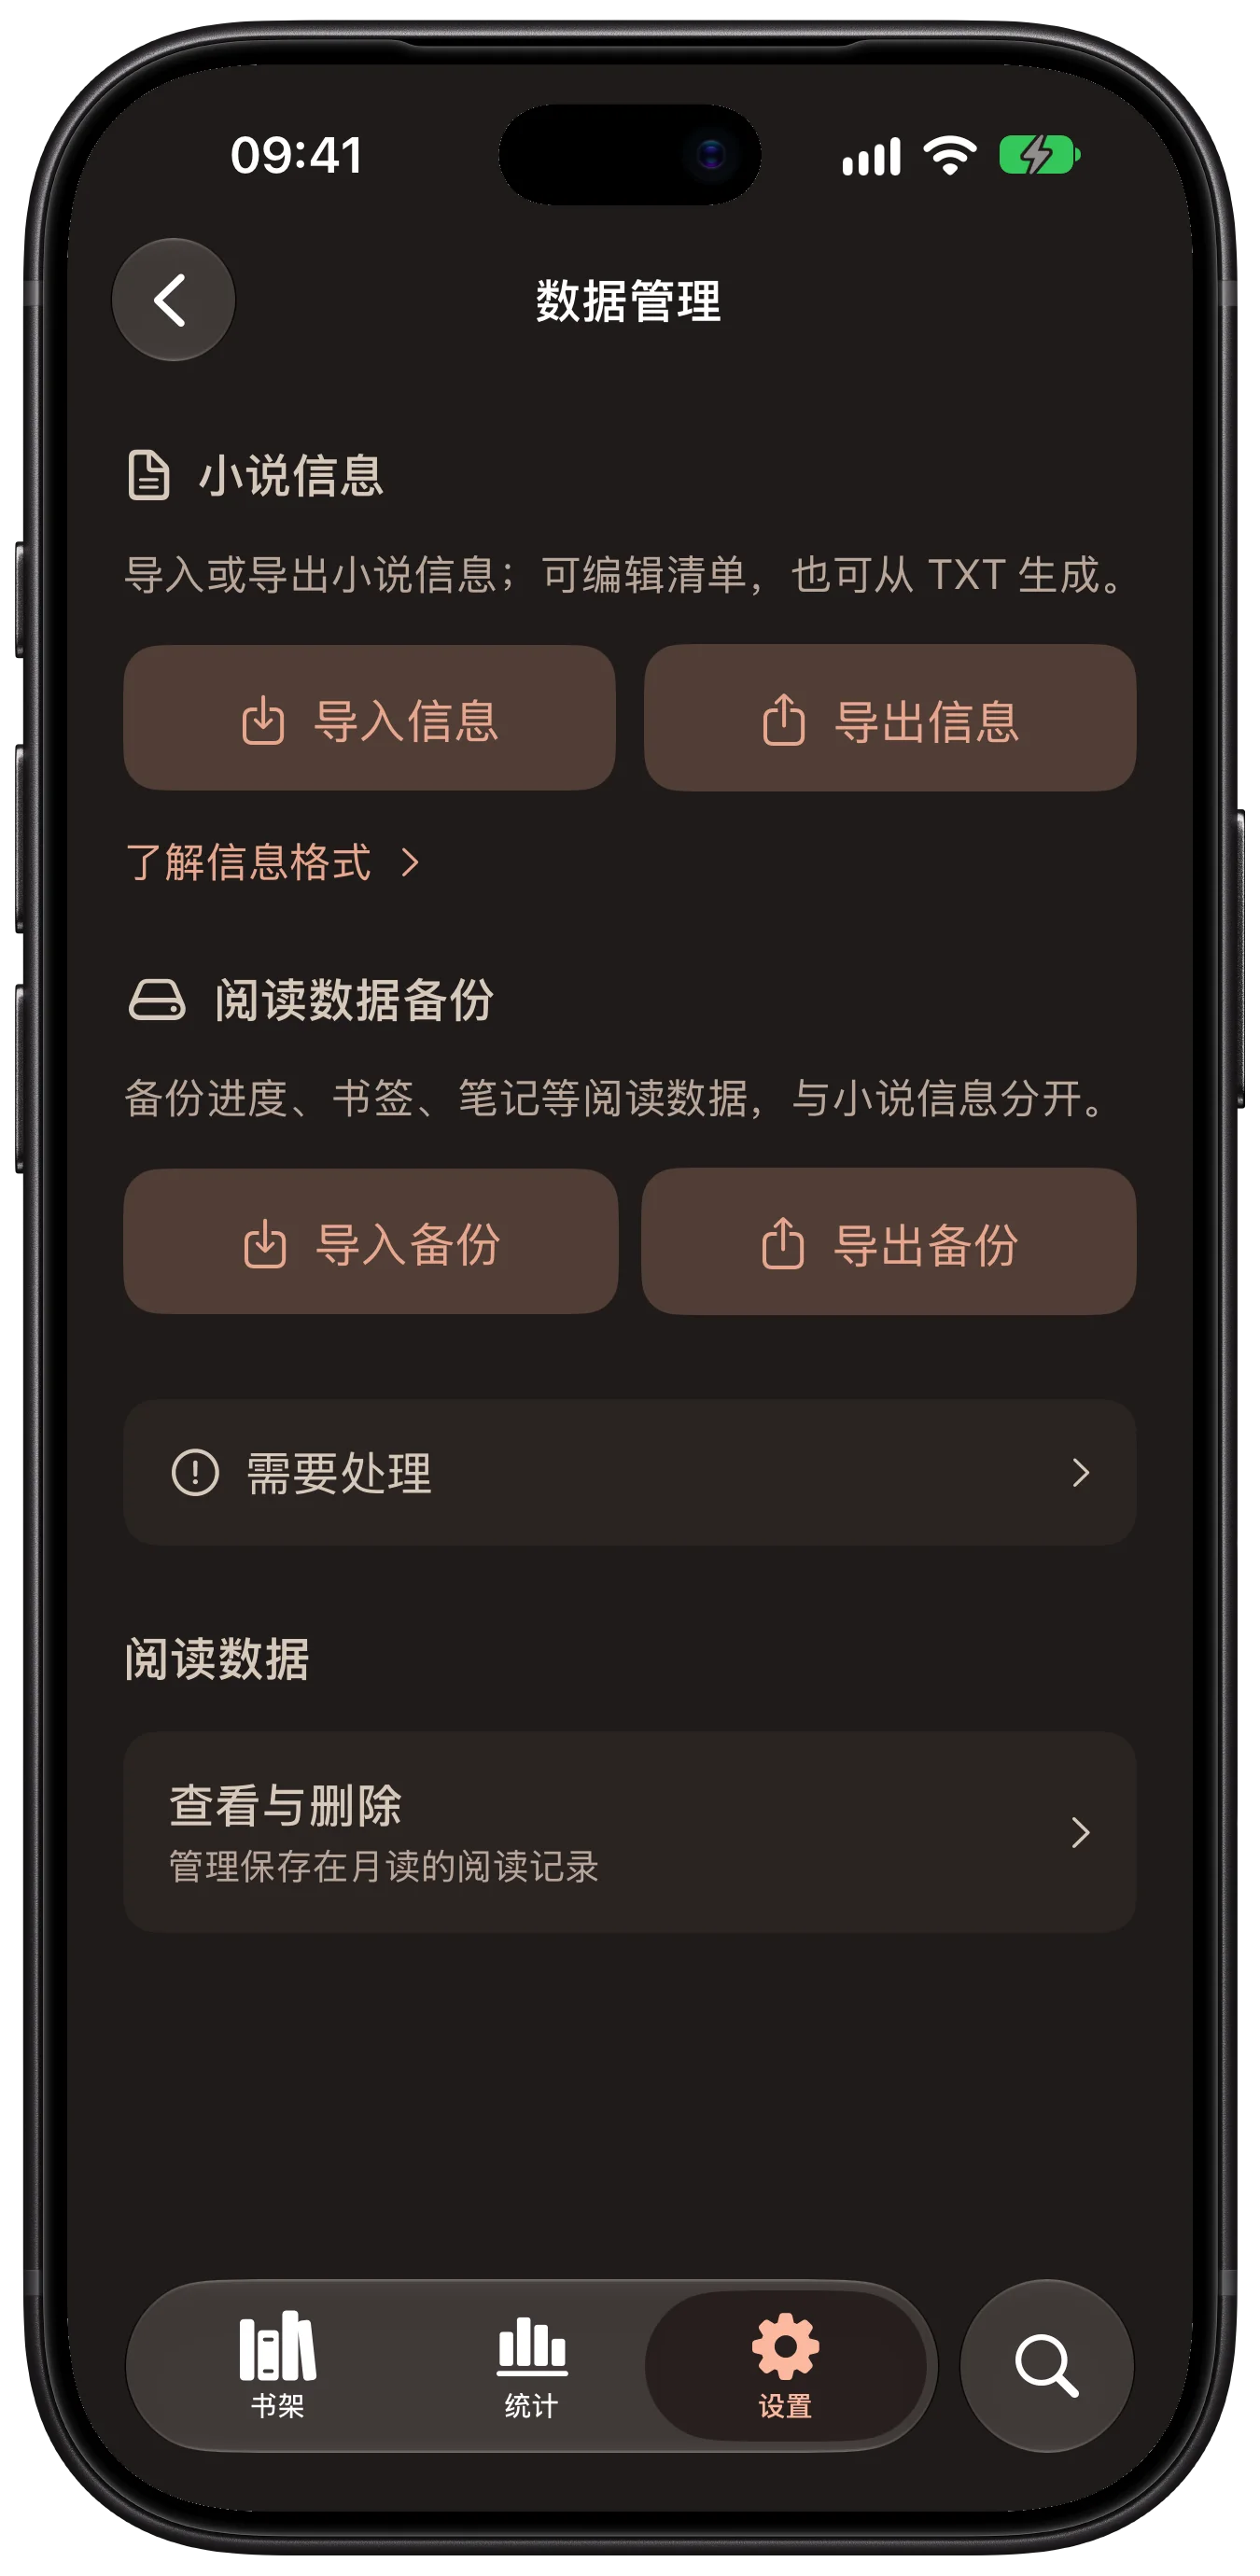 09:41
数据管理
小说信息
导入或导出小说信息；可编辑清单，也可从 TXT 生成。
导入信息
导出信息
了解信息格式
阅读数据备份
备份进度、书签、笔记等阅读数据，与小说信息分开。
导入备份
导出备份
需要处理
阅读数据
查看与删除
管理保存在月读的阅读记录
书架
统计
设置